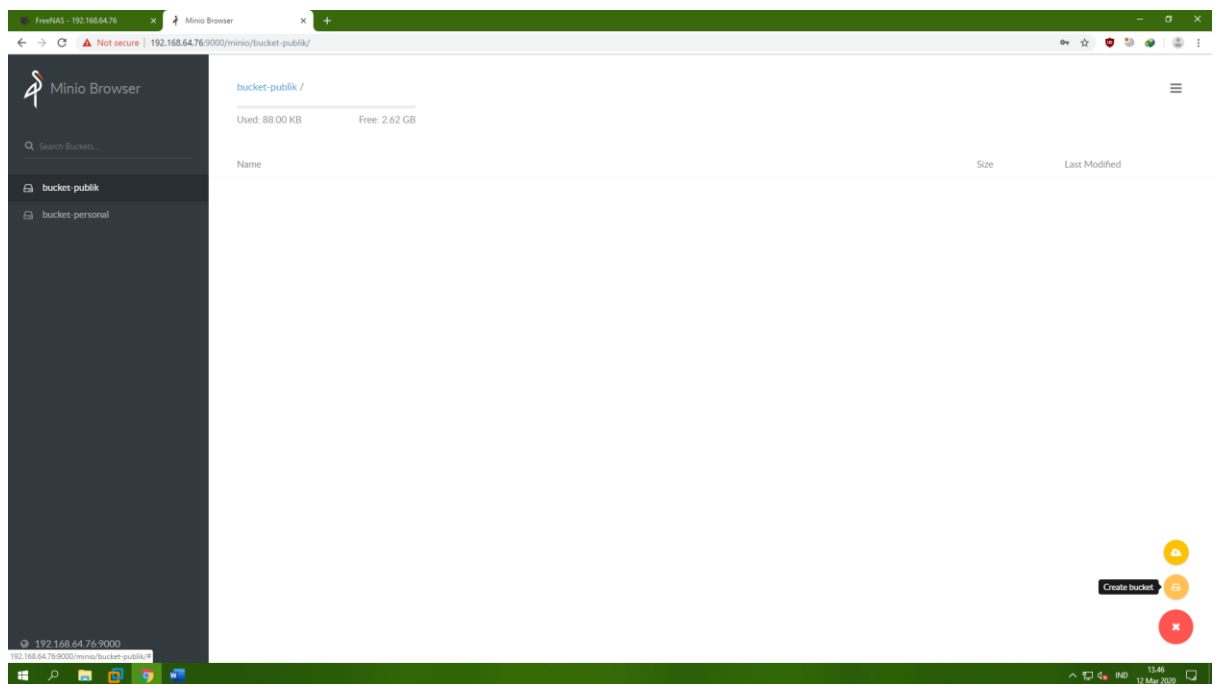 FreeNAS - 192.168.64.76
Minio Browser
Not secure | 192.168.64.76:9000/minio/bucket-publik/
Minio Browser
bucket-publik /
Used: 88.00 KB Free: 2.62 GB
Search Buckets...
Name Size Last Modified
bucket-publik
bucket-personal
Create bucket
192.168.64.76:9000
192.168.64.76:9000/minio/bucket-publik/#
IND
13.46
12 Mar 2020